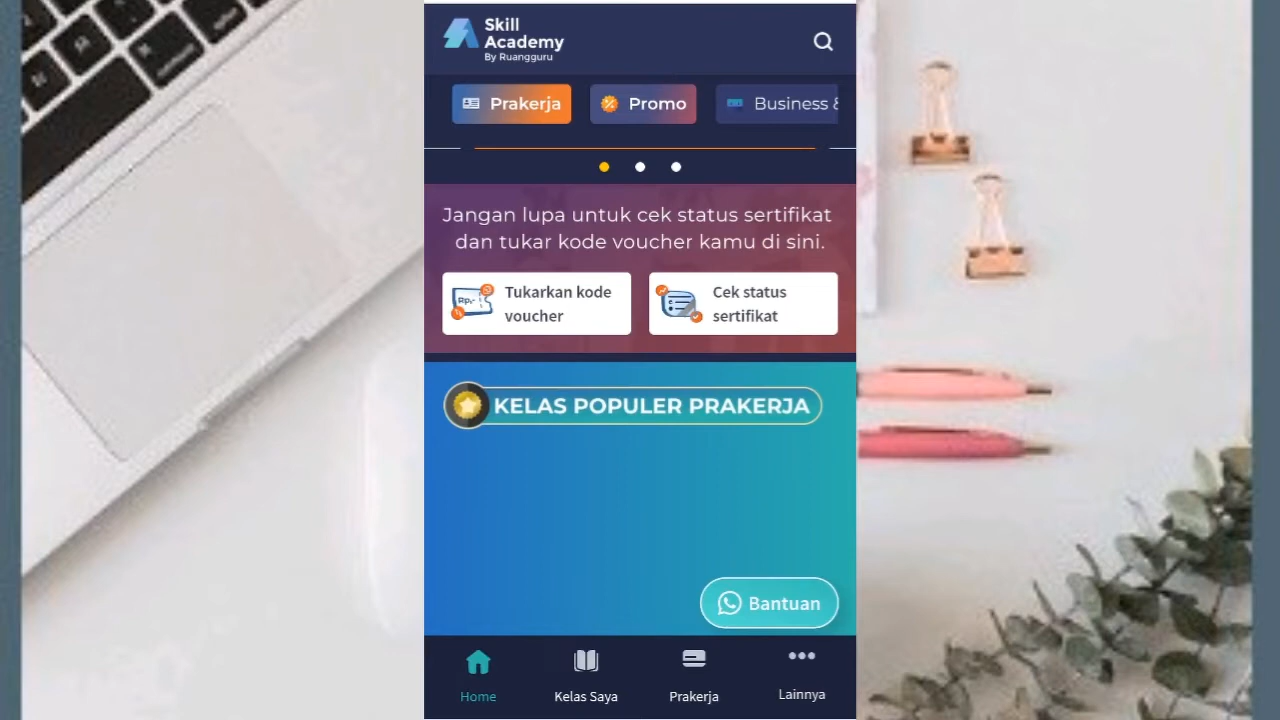 Skill
Academy
By Ruangguru
Prakerja
Promo
Business &
Jangan lupa untuk cek status sertifikat
dan tukar kode voucher kamu di sini.
Rp,-
Tukarkan kode
voucher
Cek status
sertifikat
KELAS POPULER PRAKERJA
Bantuan
Home
Kelas Saya
Prakerja
Lainnya